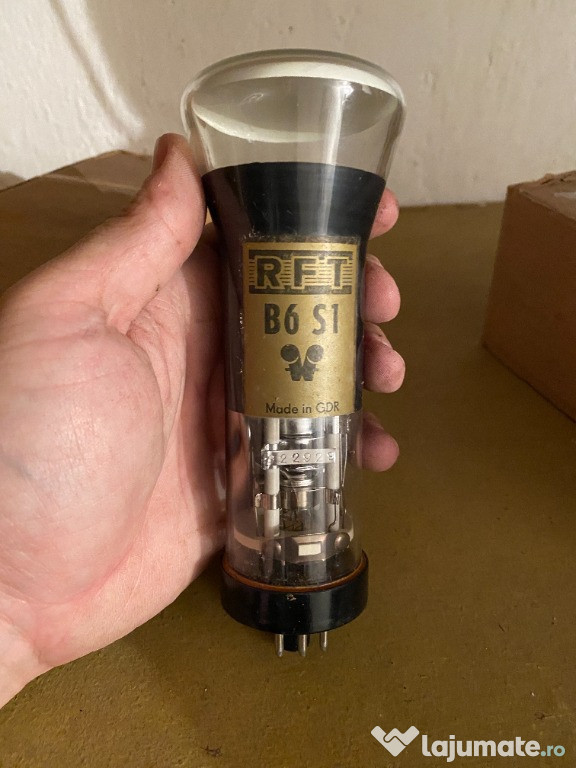 RFT
B6 S1
Made in GDR
lajumate.ro